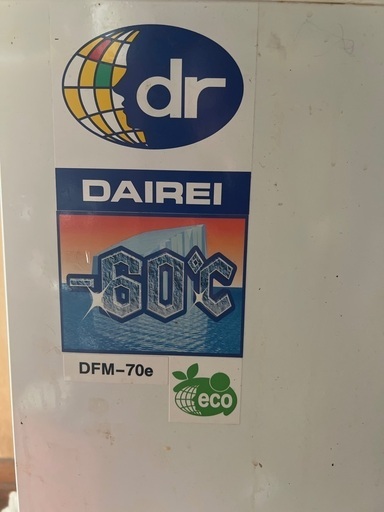 dr
DAIREI
-60°C
DFM-70e
eco